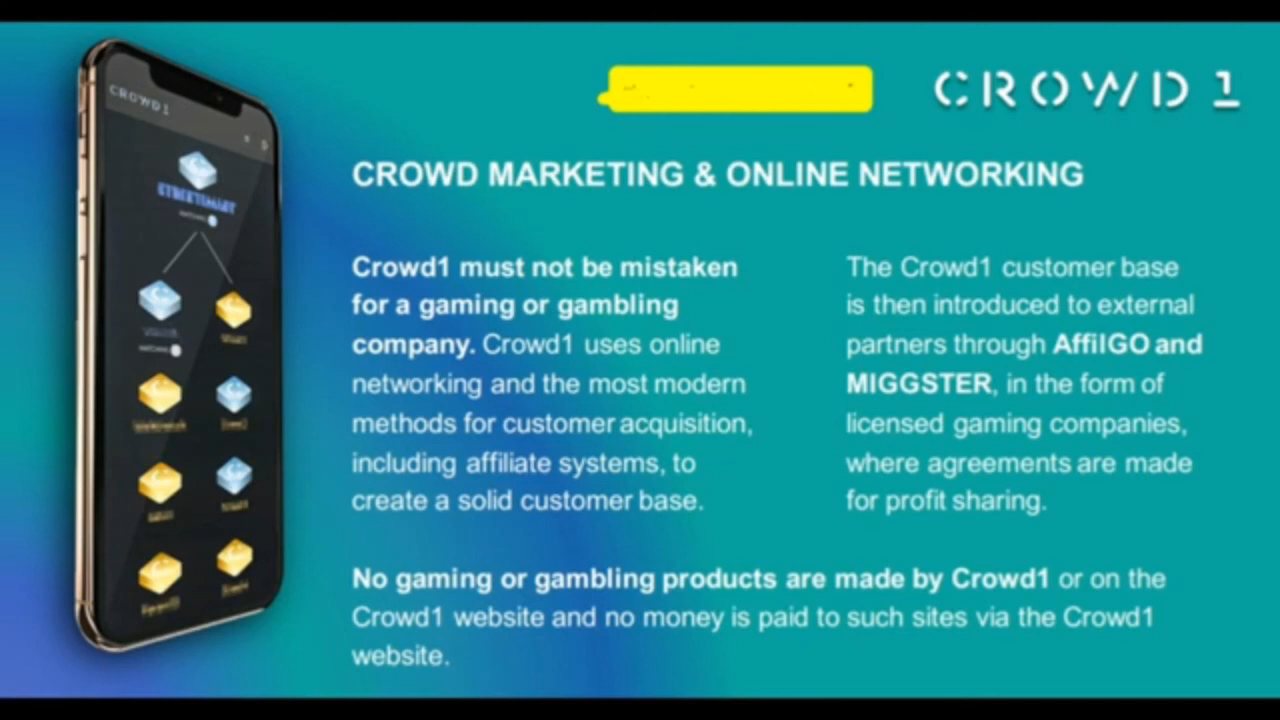 CROWD1
CROWD 1
STREETSMART
CROWD MARKETING & ONLINE NETWORKING
Crowd1 must not be mistaken
for a gaming or gambling
company. Crowd1 uses online
networking and the most modern
methods for customer acquisition,
including affiliate systems, to
create a solid customer base.
The Crowd1 customer base
is then introduced to external
partners through AffilGO and
MIGGSTER, in the form of
licensed gaming companies,
where agreements are made
for profit sharing.
No gaming or gambling products are made by Crowd1 or on the
Crowd1 website and no money is paid to such sites via the Crowd1
website.